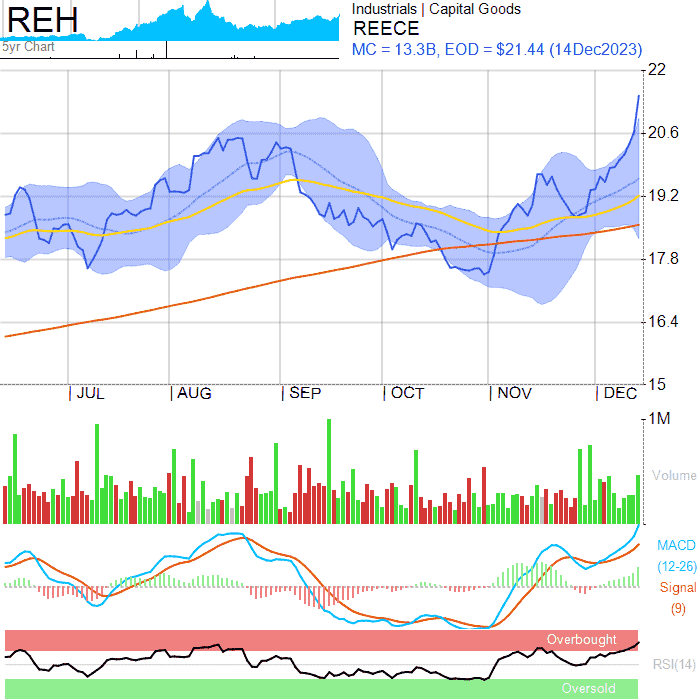 REH
5yr Chart
Industrials | Capital Goods
REECE
MC = 13.3B, EOD = $21.44 (14Dec2023)
22
20.6
19.2
17.8
16.4
15
JUL
AUG
SEP
OCT
NOV
DEC
1M
Volume
MACD
(12-26)
Signal
(9)
Overbought
RSI(14)
Oversold